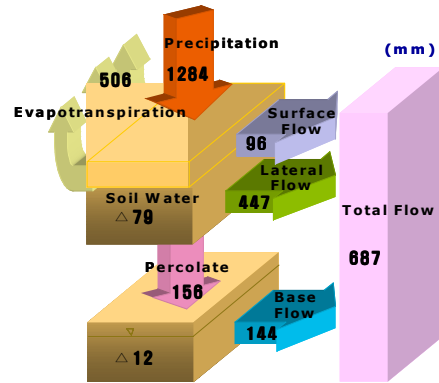 Precipitation
1284
(mm)
506
Evapotranspiration
Surface
Flow
96
Lateral
Flow
447
Soil Water
△ 79
Total Flow
687
Percolate
156
Base
Flow
144
△ 12